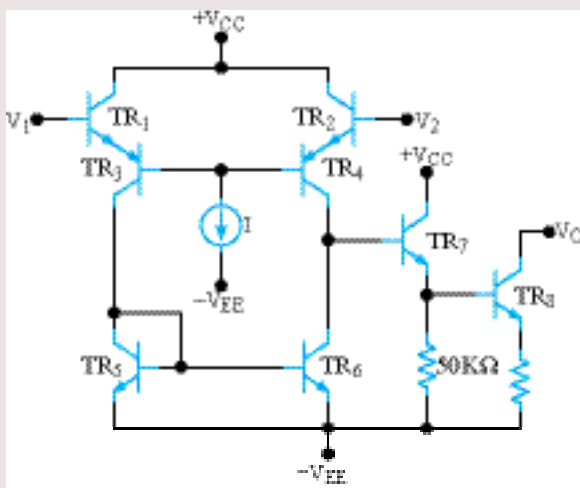 +VCC
V1
TR1
TR2
V2
TR3
TR4
+VCC
I
TR7
VO
-VEE
TR8
TR5
TR6
50KΩ
-VEE